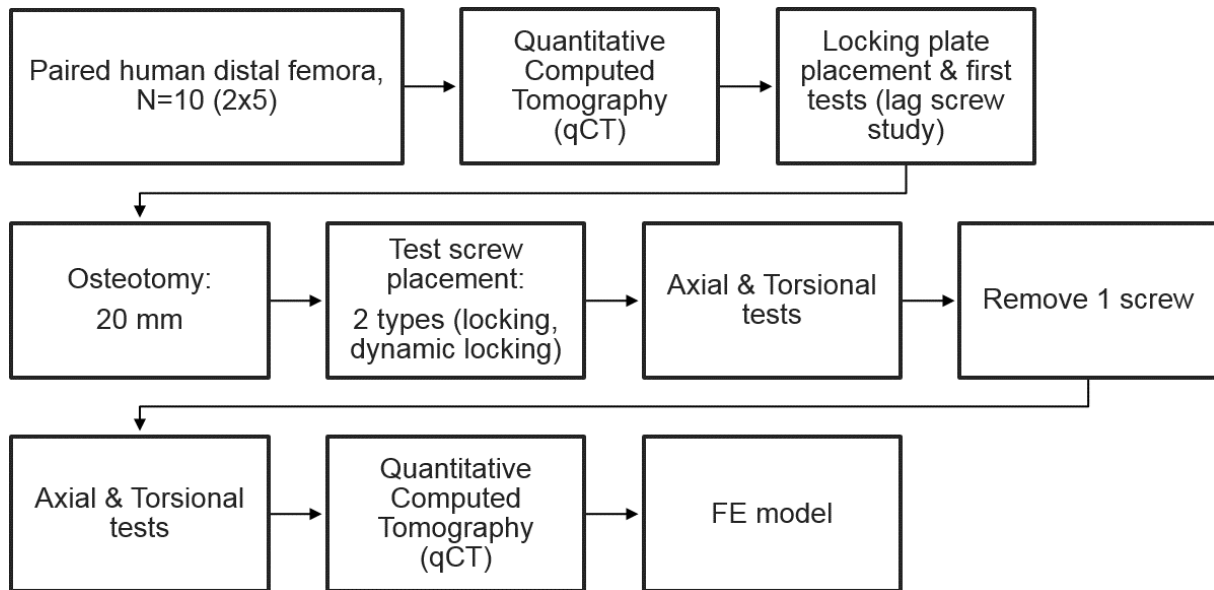 Paired human distal femora,
N=10 (2x5)
Quantitative
Computed
Tomography
(qCT)
Locking plate
placement & first
tests (lag screw
study)
Osteotomy:
20 mm
Test screw
placement:
2 types (locking,
dynamic locking)
Axial & Torsional
tests
Remove 1 screw
Axial & Torsional
tests
Quantitative
Computed
Tomography
(qCT)
FE model